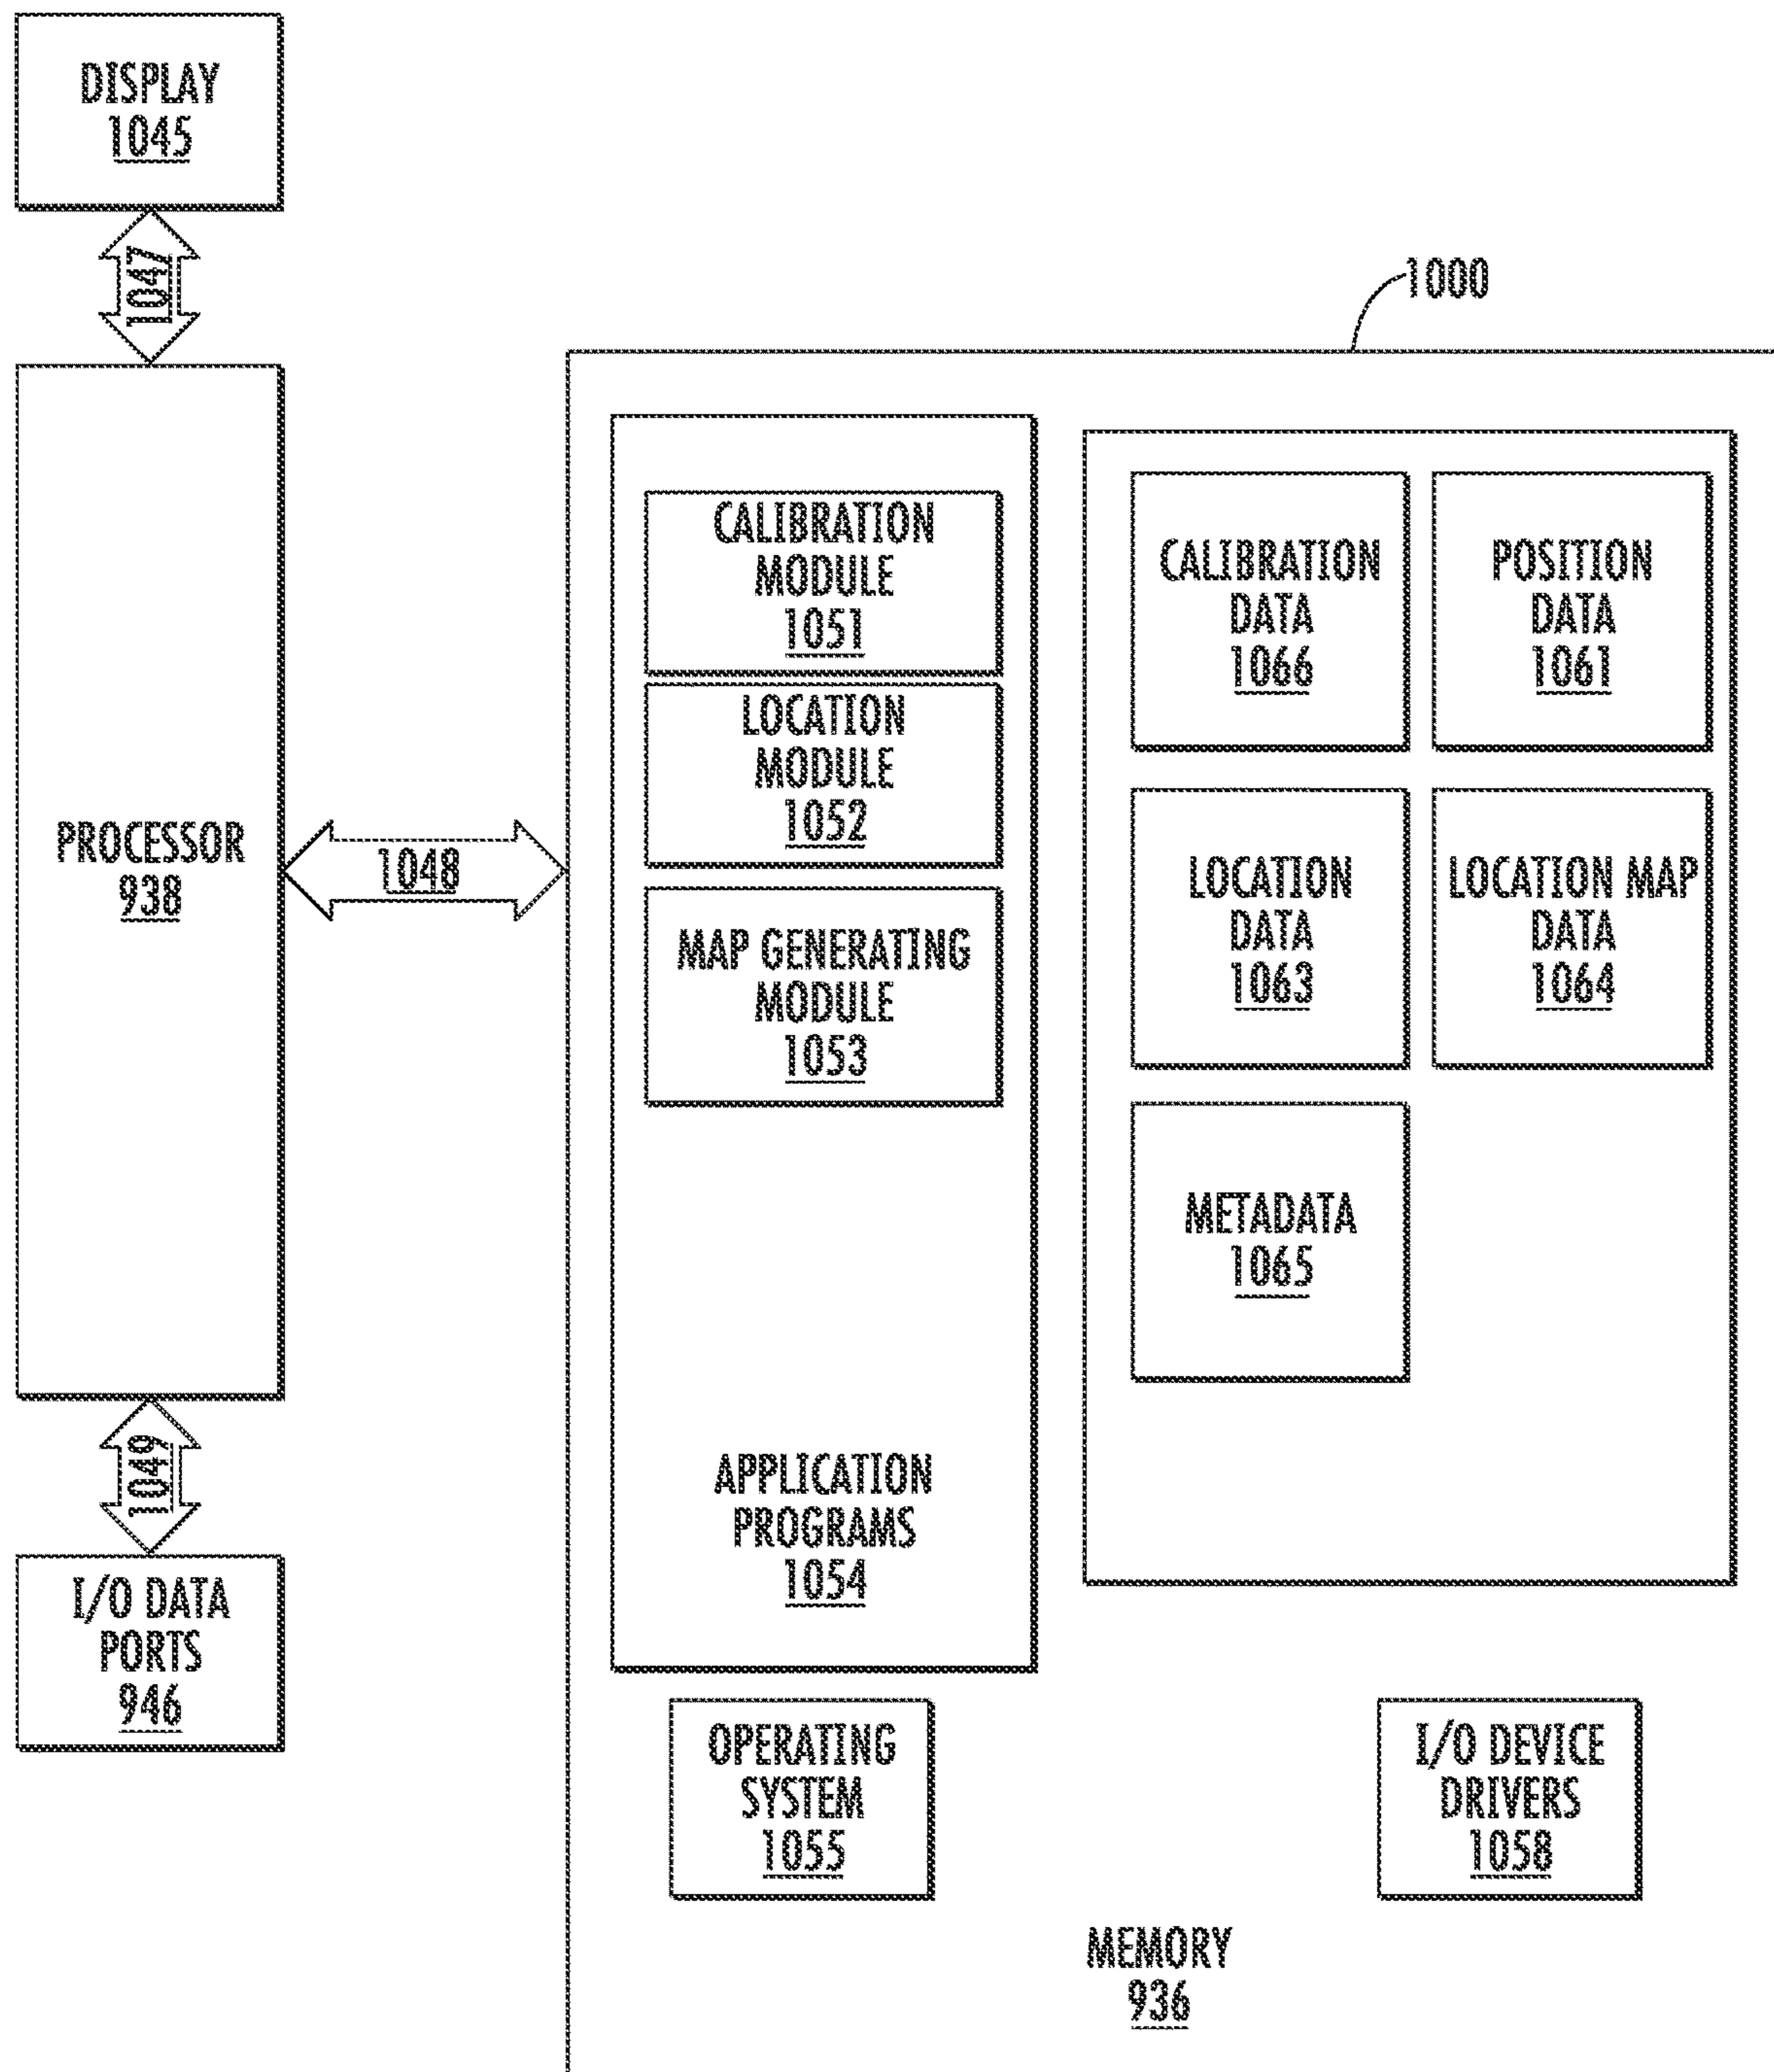 DISPLAY
1045
1047
1000
PROCESSOR
938
1048
CALIBRATION
MODULE
1051
LOCATION
MODULE
1052
MAP GENERATING
MODULE
1053
APPLICATION
PROGRAMS
1054
CALIBRATION
DATA
1066
POSITION
DATA
1061
LOCATION
DATA
1063
LOCATION MAP
DATA
1064
METADATA
1065
1049
I/O DATA
PORTS
946
OPERATING
SYSTEM
1055
I/O DEVICE
DRIVERS
1058
MEMORY
936